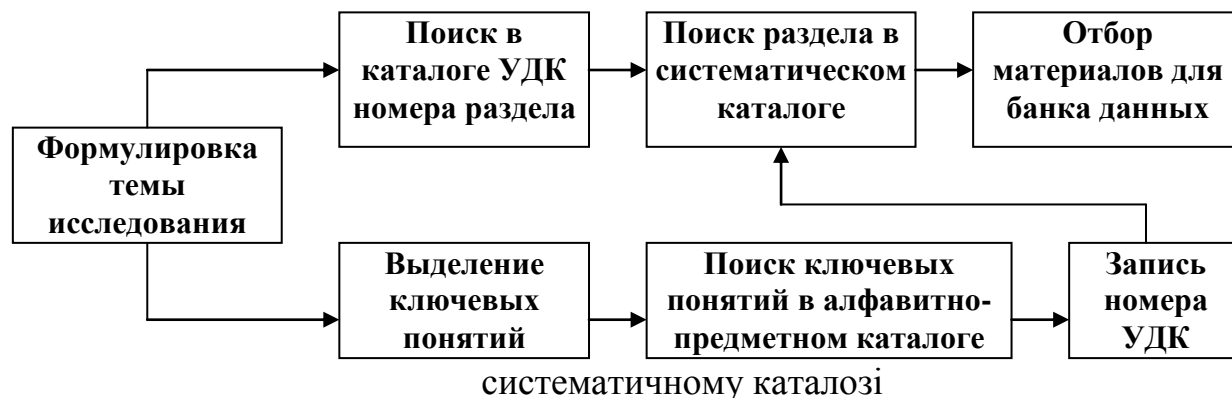 Поиск в
каталоге УДК
номера раздела
Поиск раздела в
систематическом
каталоге
Отбор
материалов для
банка данных
Формулировка
темы
исследования
Выделение
ключевых
понятий
Поиск ключевых
понятий в алфавитно-
предметном каталоге
Запись
номера
УДК
систематичному каталозі